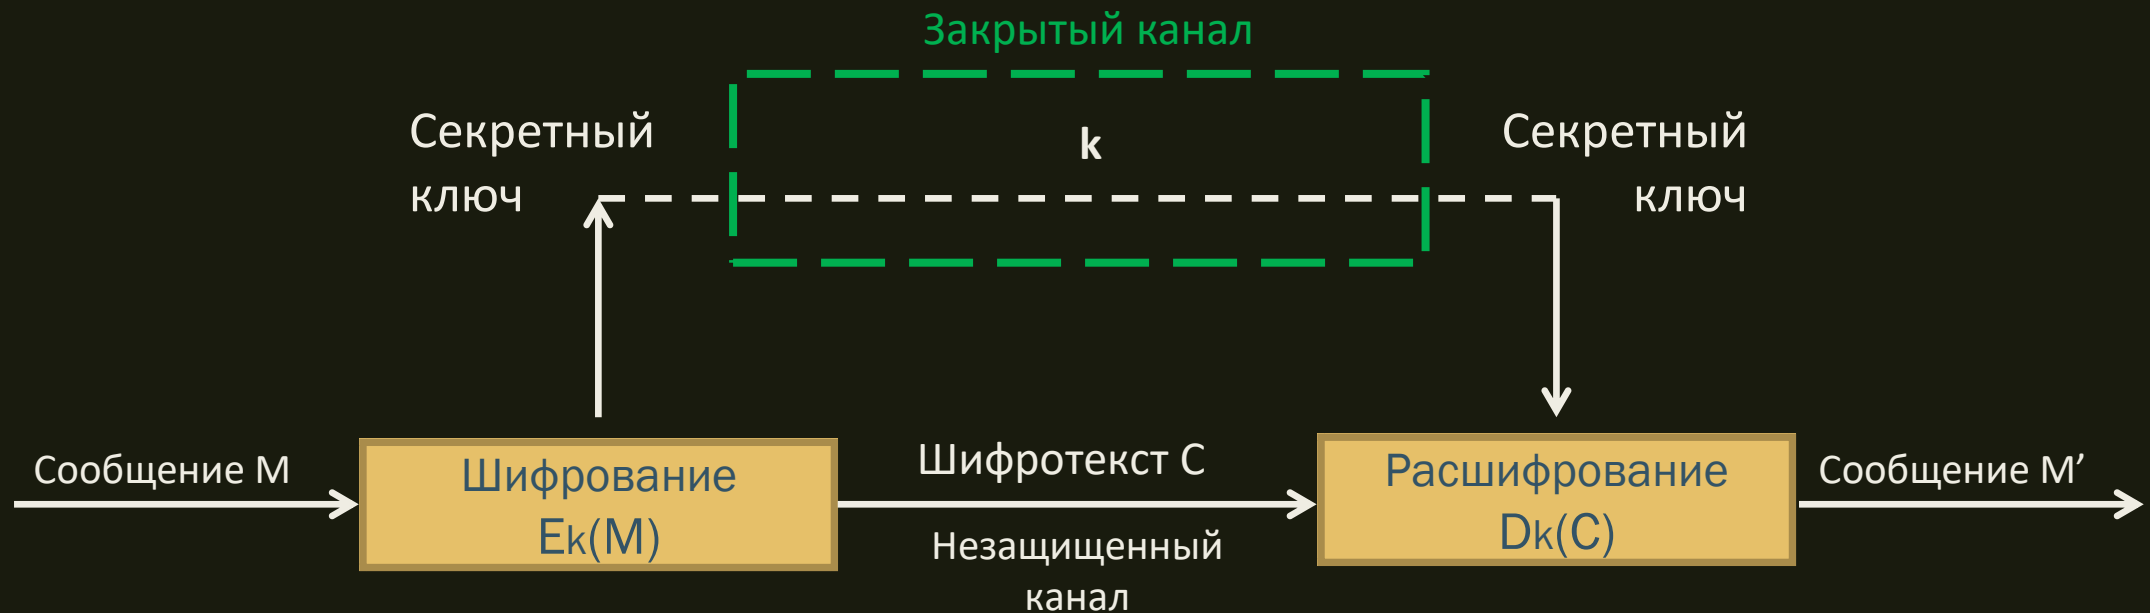 Закрытый канал
Секретный
ключ
k
Секретный
ключ
Сообщение М
Шифрование
Ek(M)
Шифротекст С
Незащищенный
канал
Расшифрование
Dk(C)
Сообщение М’